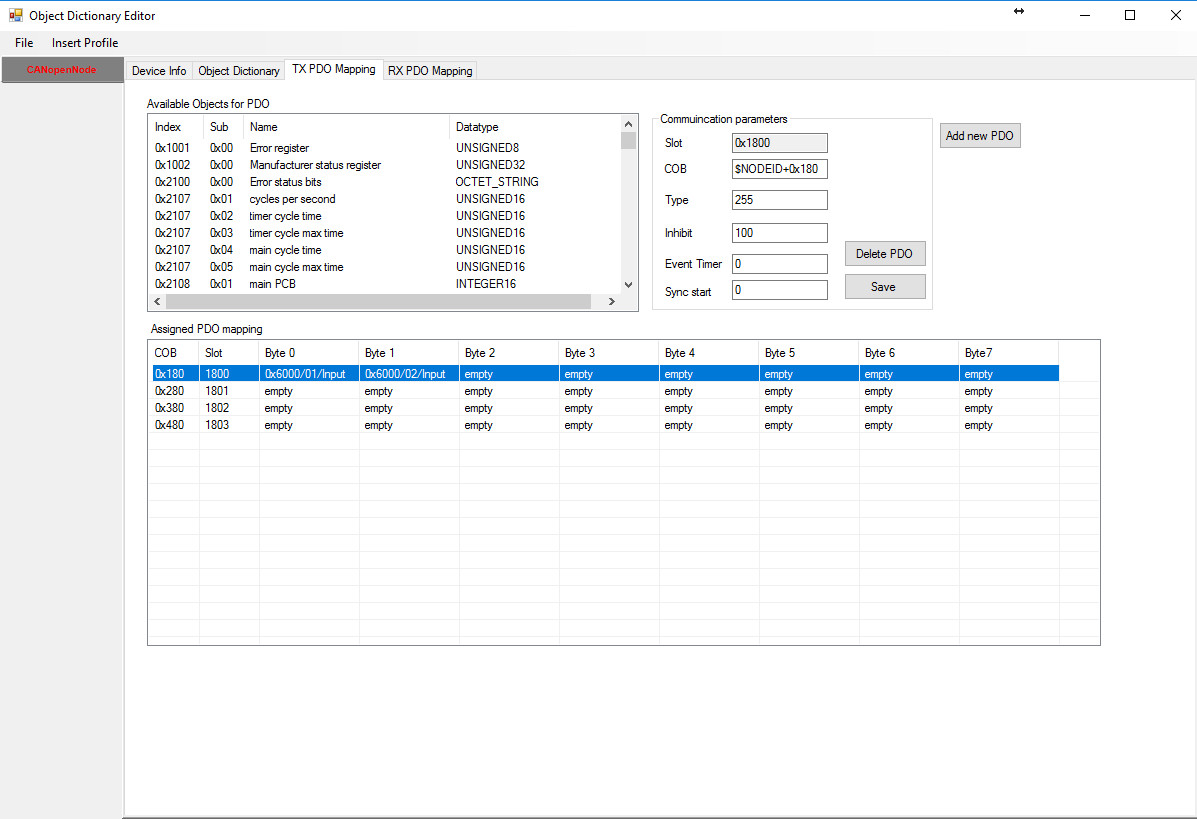 Object Dictionary Editor
File Insert Profile
CANopenNode
Device Info Object Dictionary TX PDO Mapping RX PDO Mapping
Available Objects for PDO
Index Sub Name Datatype
0x1001 0x00 Error register UNSIGNED8
0x1002 0x00 Manufacturer status register UNSIGNED32
0x2100 0x00 Error status bits OCTET_STRING
0x2107 0x01 cycles per second UNSIGNED16
0x2107 0x02 timer cycle time UNSIGNED16
0x2107 0x03 timer cycle max time UNSIGNED16
0x2107 0x04 main cycle time UNSIGNED16
0x2107 0x05 main cycle max time UNSIGNED16
0x2108 0x01 main PCB INTEGER16
Commuincation parameters
Slot 0x1800
COB $NODEID+0x180
Type 255
Inhibit 100
Event Timer 0
Sync start 0
Delete PDO
Save
Add new PDO
Assigned PDO mapping
COB Slot Byte 0 Byte 1 Byte 2 Byte 3 Byte 4 Byte 5 Byte 6 Byte7
0x180 1800 0x6000/01/Input 0x6000/02/Input empty empty empty empty empty empty
0x280 1801 empty empty empty empty empty empty empty empty
0x380 1802 empty empty empty empty empty empty empty empty
0x480 1803 empty empty empty empty empty empty empty empty